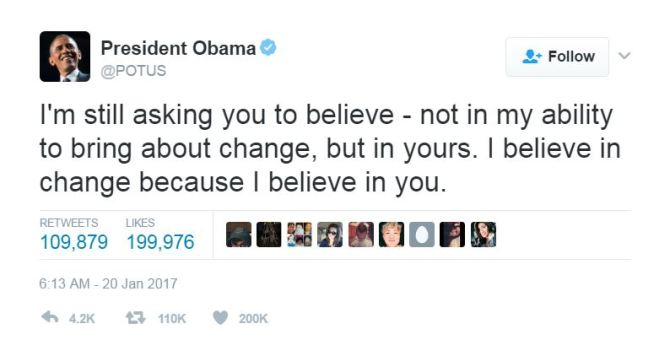 President Obama
@POTUS
Follow
I'm still asking you to believe - not in my ability
to bring about change, but in yours. I believe in
change because I believe in you.
RETWEETS LIKES
109,879 199,976
6:13 AM - 20 Jan 2017
4.2K 110K 200K